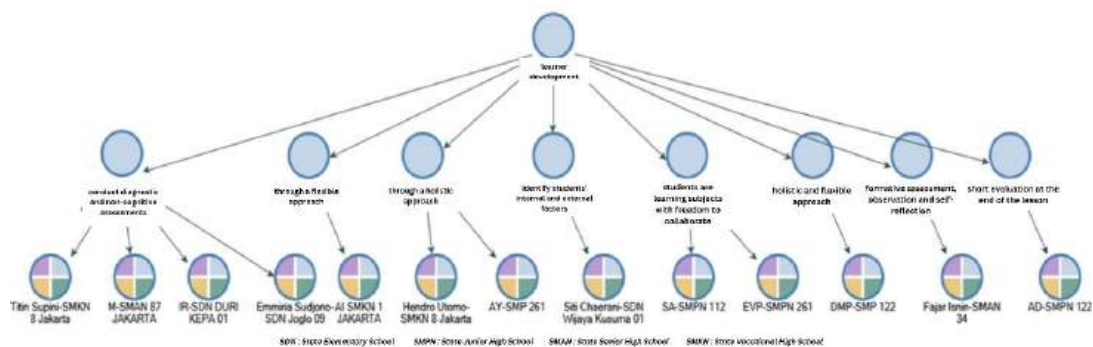 learner
development
conduct diagnostic
and non-cognitive
assessments
through a flexible
approach
through a holistic
approach
identify students'
internal and external
factors
students are
learning subjects
with freedom to
collaborate
holistic and flexible
approach
formative assessment,
observation and self-
reflection
short evaluation at the
end of the lesson
Titin Supini-SMKN
8 Jakarta
M-SMAN 87
JAKARTA
IR-SDN DURI
KEPA 01
Emmiria Sudjono-
SDN Joglo 09
AI SMKN 1
JAKARTA
Hendro Utomo-
SMKN 8 Jakarta
AY-SMP 261
Siti Chaerani-SDN
Wijaya Kusuma 01
SA-SMPN 112
EVP-SMPN 261
DMP-SMP 122
Fajar Isnin-SMAN
34
AD-SMPN 122
SDN : State Elementary School SMPN : State Junior High School SMAN : State Senior High School SMKN : State Vocational High School